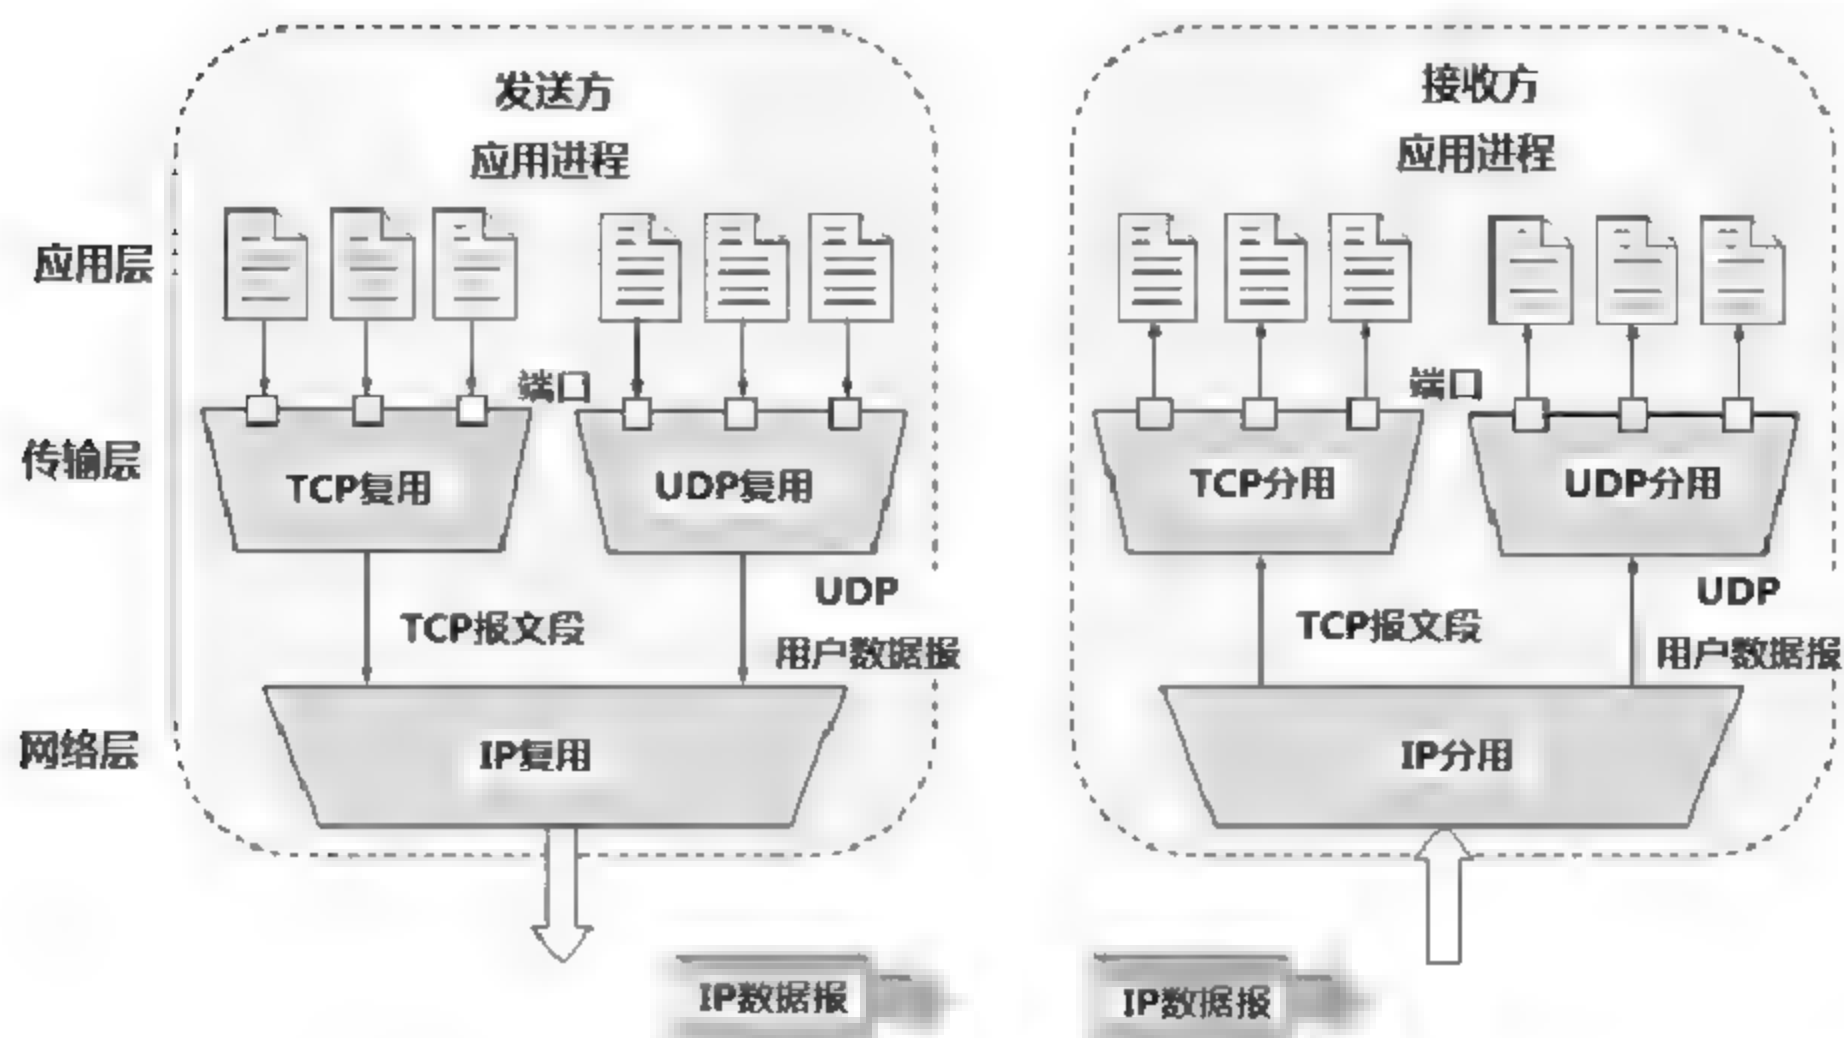 发送方
应用进程
接收方
应用进程
应用层
端口
端口
传输层
TCP复用
UDP复用
TCP分用
UDP分用
TCP报文段
UDP
用户数据报
TCP报文段
UDP
用户数据报
网络层
IP复用
IP分用
IP数据报
IP数据报